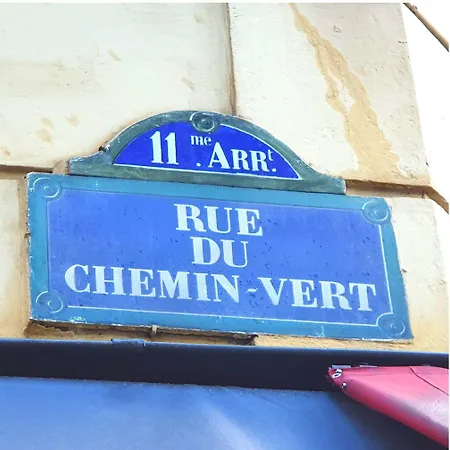 11me. ARRt.
RUE
DU
CHEMIN-VERT